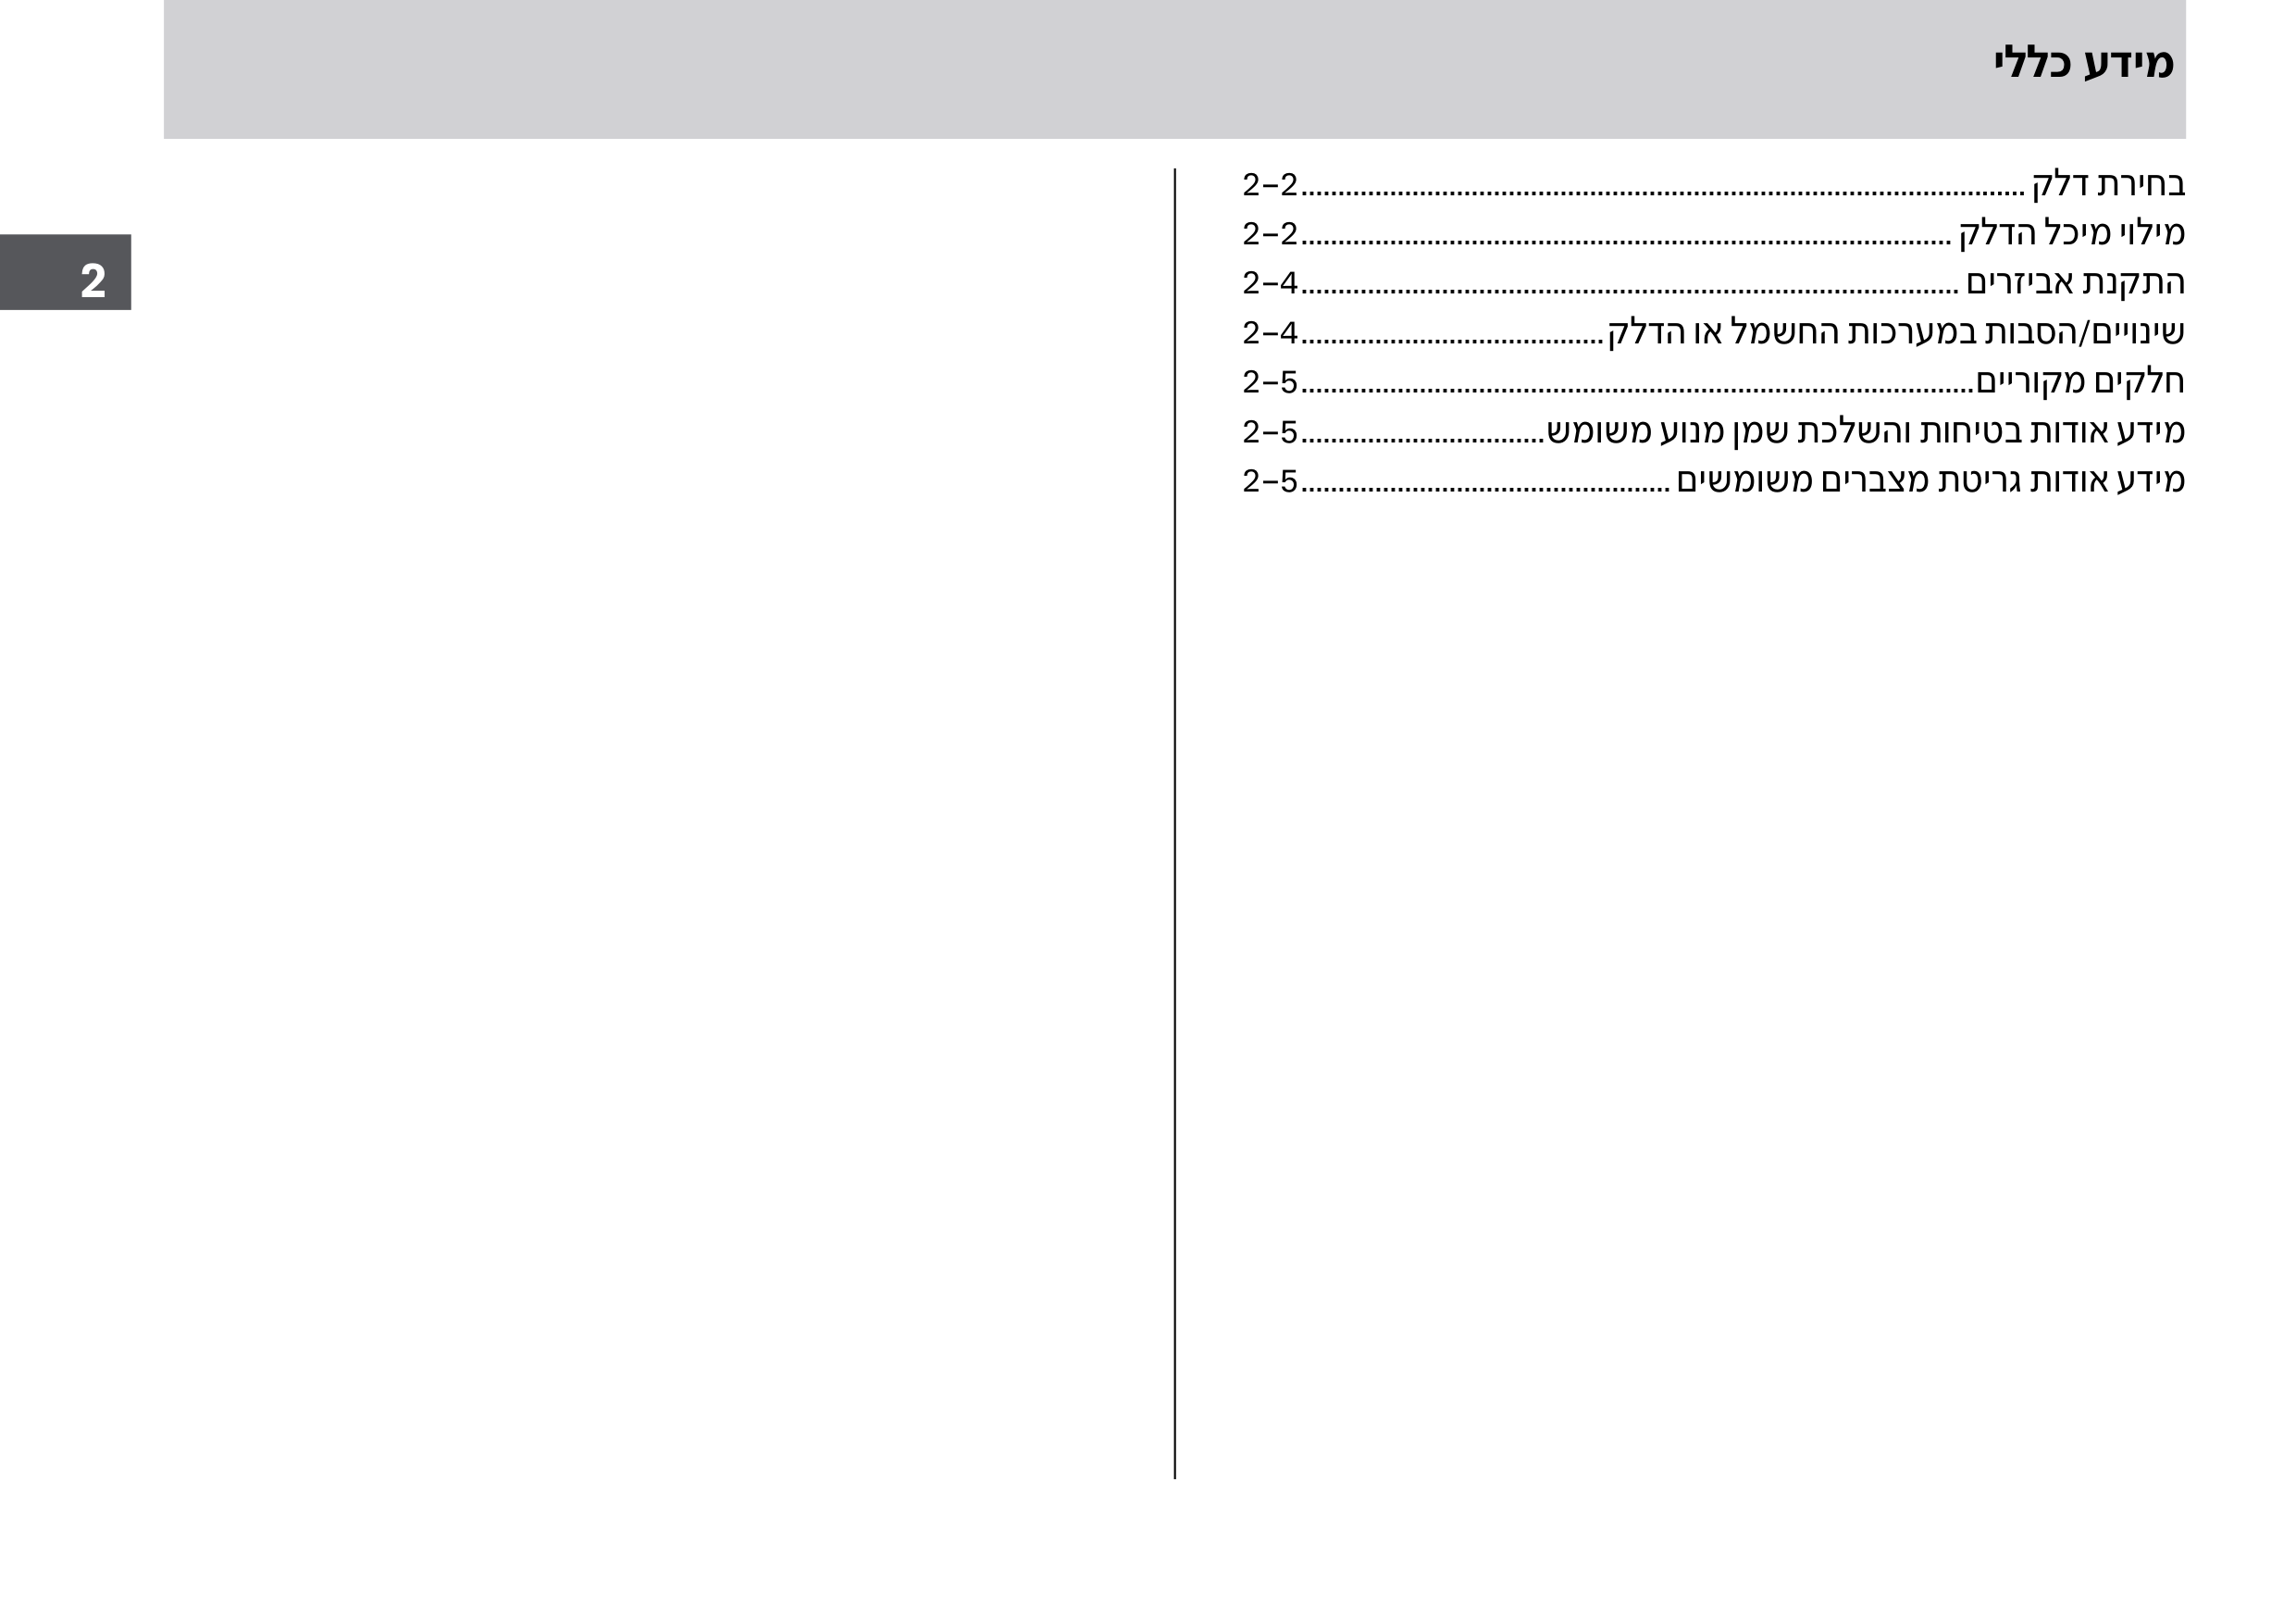 מידע כללי
בחירת דלק ........ 2-2
מילוי מיכל הדלק ........ 2-2
התקנת אביזרים ........ 2-4
שינויים/הסבות במערכות החשמל או הדלק ........ 2-4
חלקים מקוריים ........ 2-5
מידע אודות בטיחות והשלכת שמן מנוע משומש ........ 2-5
מידע אודות גריטת מצברים משומשים ........ 2-5
2